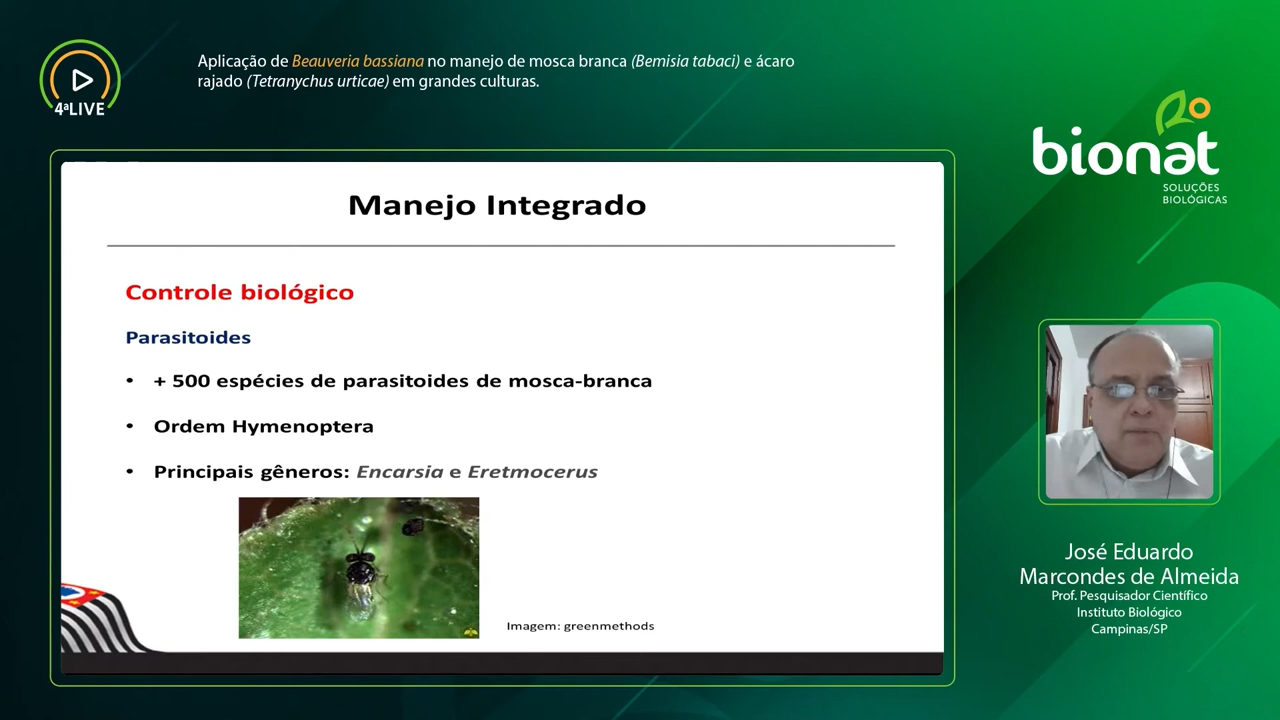 Aplicação de Beauveria bassiana no manejo de mosca branca (Bemisia tabaci) e ácaro
rajado (Tetranychus urticae) em grandes culturas.
4ªLIVE
bionat
SOLUÇÕES
BIOLÓGICAS
Manejo Integrado
Controle biológico
Parasitoides
• + 500 espécies de parasitoides de mosca-branca
• Ordem Hymenoptera
• Principais gêneros: Encarsia e Eretmocerus
Imagem: greenmethods
José Eduardo
Marcondes de Almeida
Prof. Pesquisador Científico
Instituto Biológico
Campinas/SP